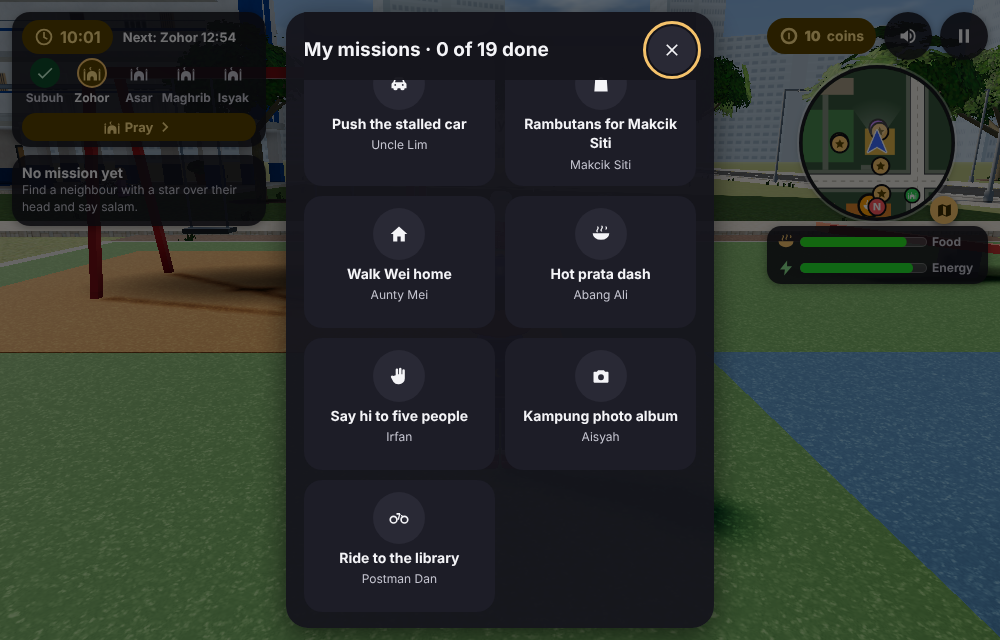 10:01
Next: Zohor 12:54
Subuh
Zohor
Asar
Maghrib
Isyak
Pray
No mission yet
Find a neighbour with a star over their
head and say salam.
My missions · 0 of 19 done
Push the stalled car
Uncle Lim
Rambutans for Makcik
Siti
Makcik Siti
Walk Wei home
Aunty Mei
Hot prata dash
Abang Ali
Say hi to five people
Irfan
Kampung photo album
Aisyah
Ride to the library
Postman Dan
10 coins
N
Food
Energy